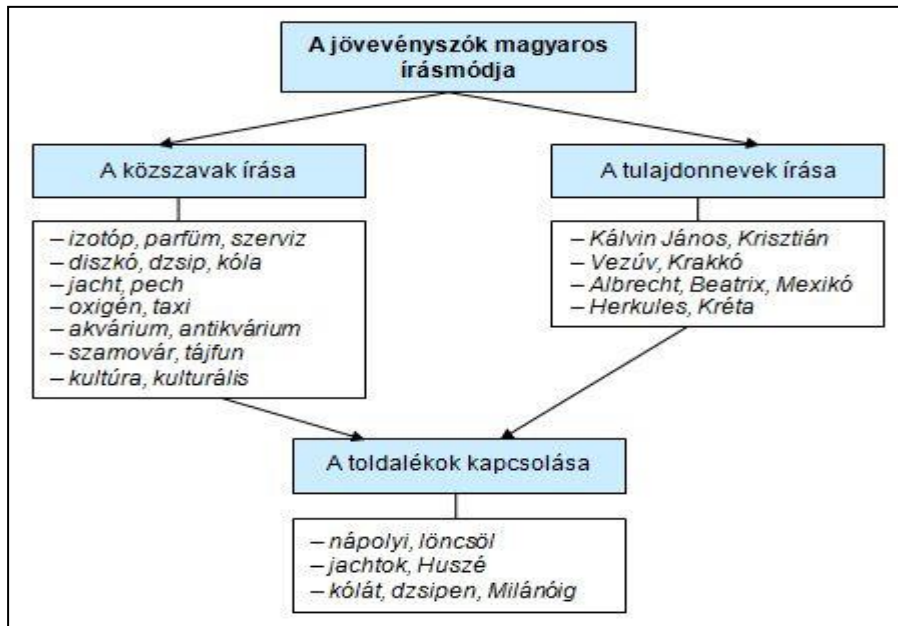 A jövevényszók magyaros
írásmódja
A közszavak írása
– izotóp, parfüm, szerviz
– diszkó, dzsip, kóla
– jacht, pech
– oxigén, taxi
– akvárium, antikvárium
– szamovár, tájfun
– kultúra, kulturális
A tulajdonnevek írása
– Kálvin János, Krisztián
– Vezúv, Krakkó
– Albrecht, Beatrix, Mexikó
– Herkules, Kréta
A toldalékok kapcsolása
– nápolyi, löncsöl
– jachtok, Huszé
– kólát, dzsipen, Milánóig